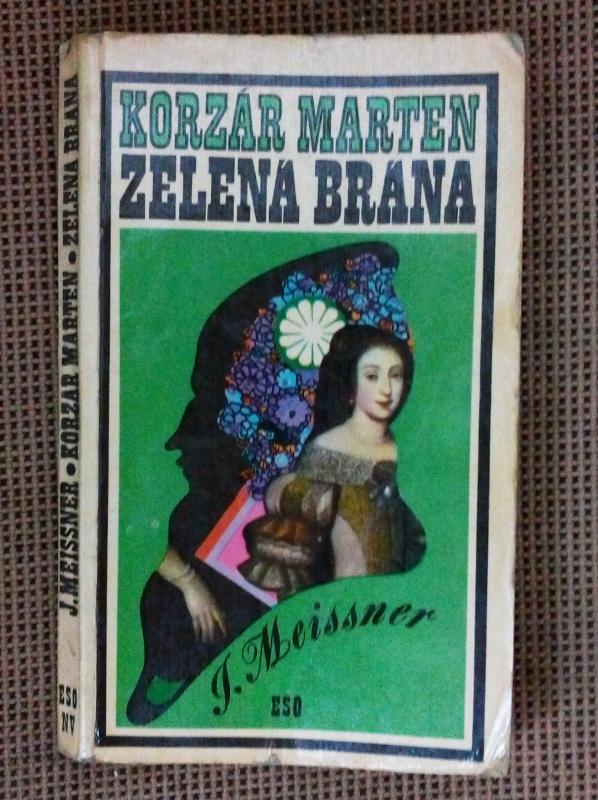 KORZÁR MARTEN
ZELENÁ BRÁNA
J. Meissner
ESO
J. MEISSNER • KORZÁR MARTEN • ZELENÁ BRÁNA
ESO
NV